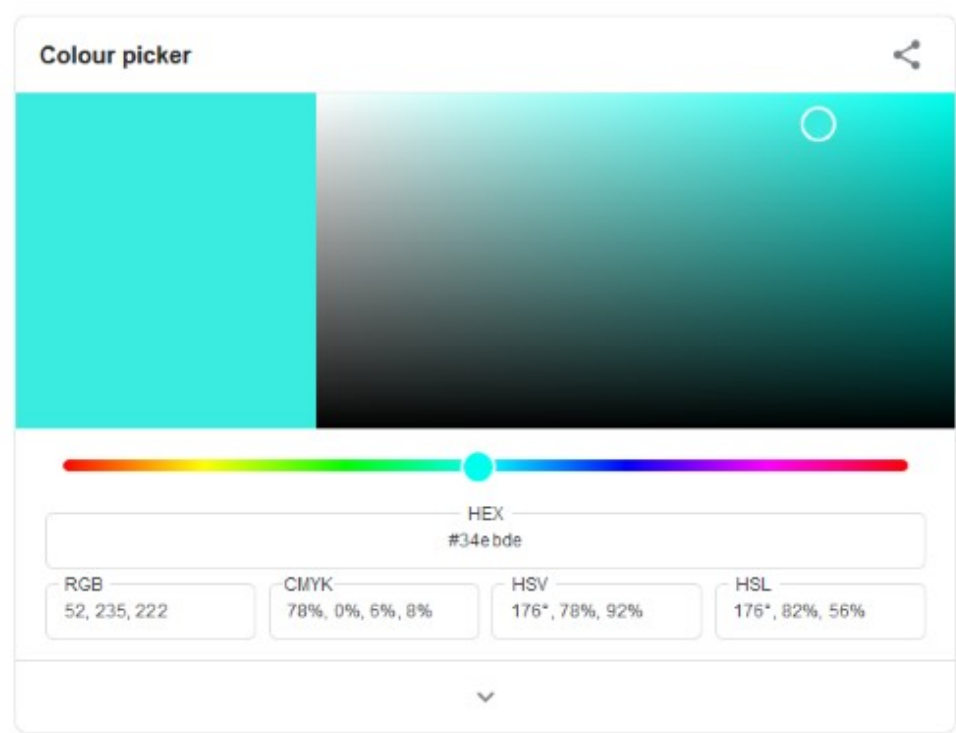 Colour picker
HEX
#34ebde
RGB
52, 235, 222
CMYK
78%, 0%, 6%, 8%
HSV
176°, 78%, 92%
HSL
176°, 82%, 56%